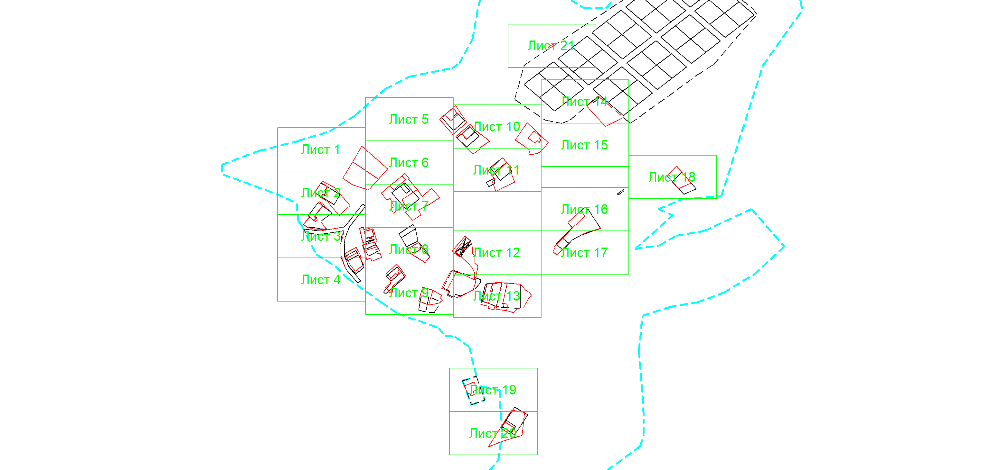 Лист 21
Лист 14
Лист 5
Лист 10
Лист 15
Лист 1
Лист 6
Лист 11
Лист 18
Лист 2
Лист 7
Лист 16
Лист 3
Лист 8
Лист 12
Лист 17
Лист 4
Лист 9
Лист 13
Лист 19
Лист 20